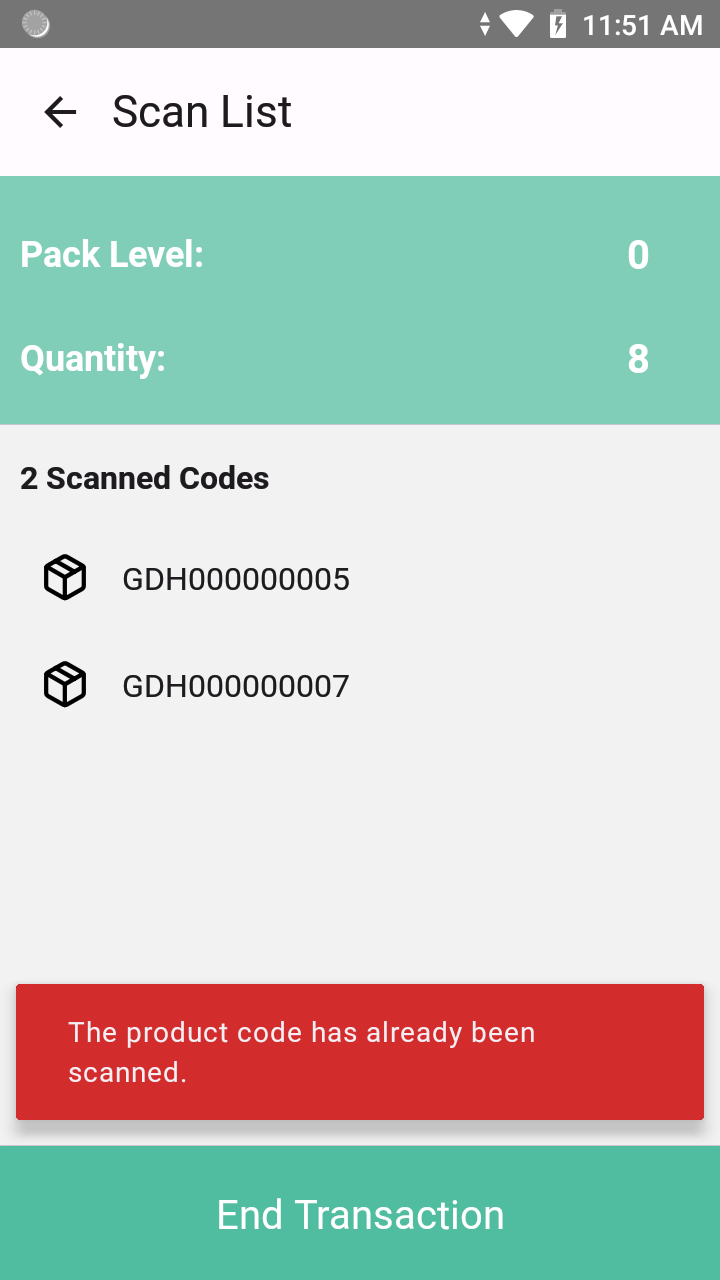 11:51 AM
Scan List
Pack Level: 0
Quantity: 8
2 Scanned Codes
GDH000000005
GDH000000007
The product code has already been
scanned.
End Transaction